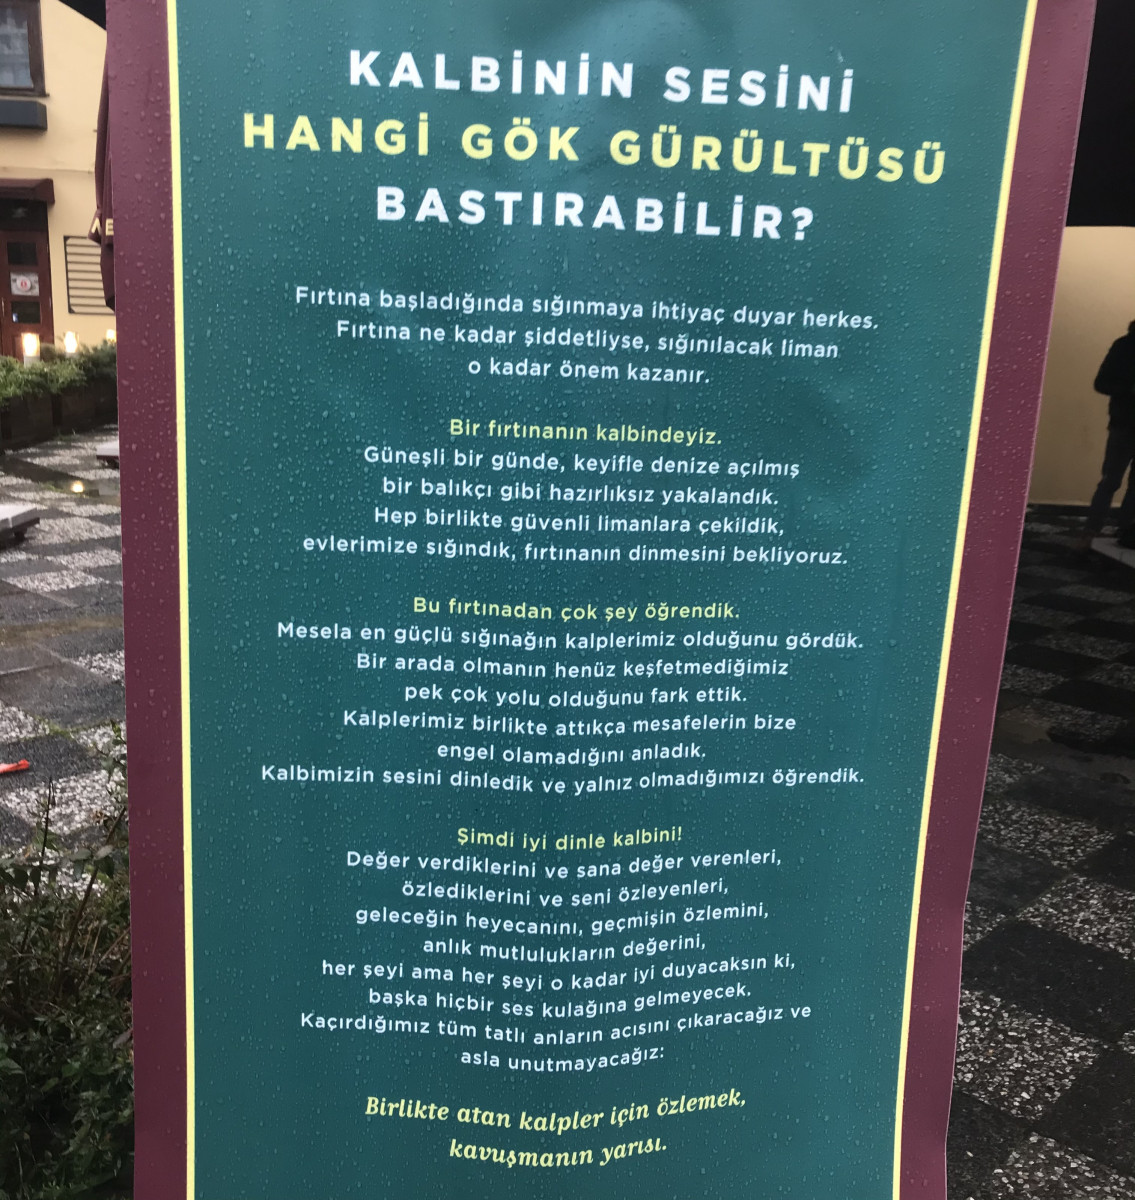 KALBİNİN SESİNİ
HANGİ GÖK GÜRÜLTÜSÜ
BASTIRABİLİR?
Fırtına başladığında sığınmaya ihtiyaç duyar herkes.
Fırtına ne kadar şiddetliyse, sığınılacak liman
o kadar önem kazanır.
Bir fırtınanın kalbindeyiz.
Güneşli bir günde, keyifle denize açılmış
bir balıkçı gibi hazırlıksız yakalandık.
Hep birlikte güvenli limanlara çekildik,
evlerimize sığındık, fırtınanın dinmesini bekliyoruz.
Bu fırtınadan çok şey öğrendik.
Mesela en güçlü sığınağın kalplerimiz olduğunu gördük.
Bir arada olmanın henüz keşfetmediğimiz
pek çok yolu olduğunu fark ettik.
Kalplerimiz birlikte attıkça mesafelerin bize
engel olamadığını anladık.
Kalbimizin sesini dinledik ve yalnız olmadığımızı öğrendik.
Şimdi iyi dinle kalbini!
Değer verdiklerini ve sana değer verenleri,
özlediklerini ve seni özleyenleri,
geleceğin heyecanını, geçmişin özlemini,
anlık mutlulukların değerini,
her şeyi ama her şeyi o kadar iyi duyacaksın ki,
başka hiçbir ses kulağına gelmeyecek.
Kaçırdığımız tüm tatlı anların acısını çıkaracağız ve
asla unutmayacağız:
Birlikte atan kalpler için özlemek,
kavuşmanın yarısı.